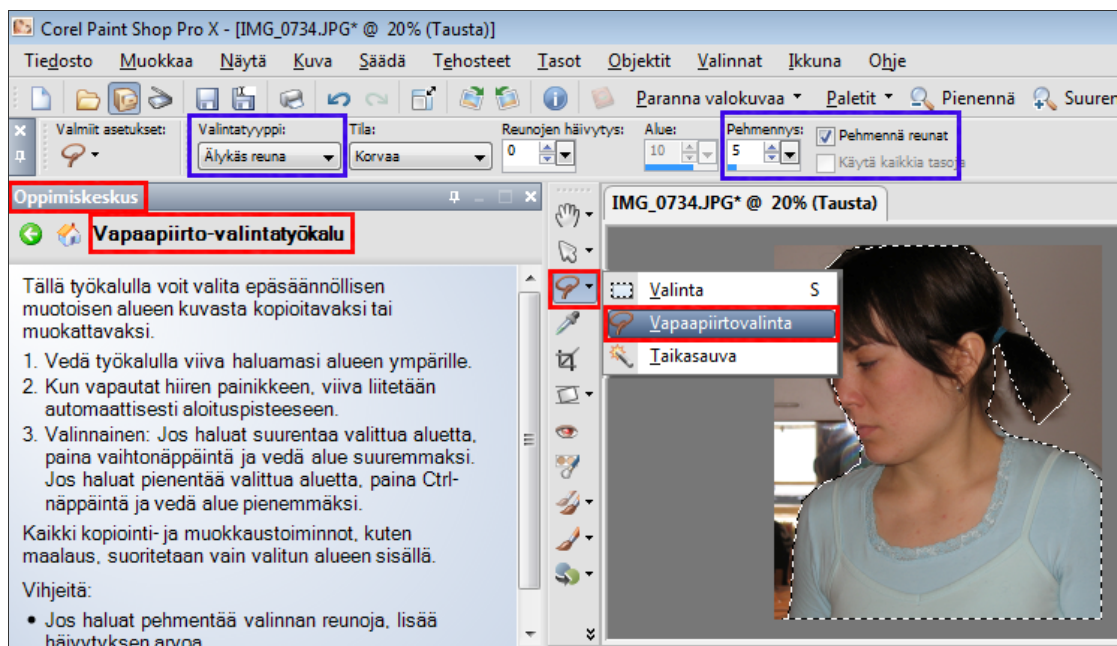 Corel Paint Shop Pro X - [IMG_0734.JPG* @ 20% (Tausta)]
Tiedosto Muokkaa Näytä Kuva Säädä Tehosteet Tasot Objektit Valinnat Ikkuna Ohje
Paranna valokuvaa Paletit Pienennä Suuren
Valmiit asetukset: Valintatyyppi: Tila: Reunojen häivytys: Alue: Pehmennys: Pehmennä reunat
Älykäs reuna Korvaa 0 10 5 Käytä kaikkia tasoja
Oppimiskeskus
IMG_0734.JPG* @ 20% (Tausta)
Vapaapiirto-valintatyökalu
Tällä työkalulla voit valita epäsäännöllisen
muotoisen alueen kuvasta kopioitavaksi tai
muokattavaksi.
1. Vedä työkalulla viiva haluamasi alueen ympärille.
2. Kun vapautat hiiren painikkeen, viiva liitetään
automaattisesti aloituspisteeseen.
3. Valinnainen: Jos haluat suurentaa valittua aluetta,
paina vaihtonäppäintä ja vedä alue suuremmaksi.
Jos haluat pienentää valittua aluetta, paina Ctrl-
näppäintä ja vedä alue pienemmäksi.
Kaikki kopiointi- ja muokkaustoiminnot, kuten
maalaus, suoritetaan vain valitun alueen sisällä.
Vihjeitä:
• Jos haluat pehmentää valinnan reunoja, lisää
häivytyksen arvoa
Valinta S
Vapaapiirtovalinta
Taikasauva